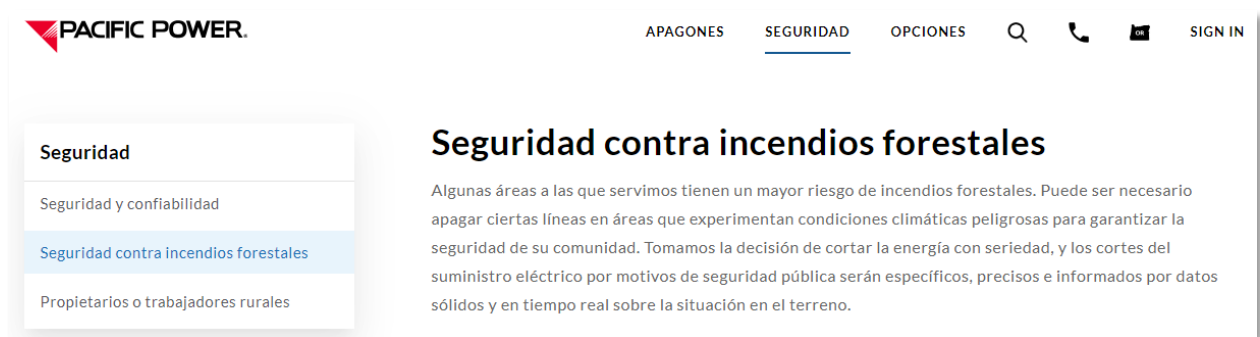 PACIFIC POWER.
APAGONES SEGURIDAD OPCIONES OR SIGN IN
Seguridad
Seguridad y confiabilidad
Seguridad contra incendios forestales
Propietarios o trabajadores rurales
Seguridad contra incendios forestales
Algunas áreas a las que servimos tienen un mayor riesgo de incendios forestales. Puede ser necesario
apagar ciertas líneas en áreas que experimentan condiciones climáticas peligrosas para garantizar la
seguridad de su comunidad. Tomamos la decisión de cortar la energía con seriedad, y los cortes del
suministro eléctrico por motivos de seguridad pública serán específicos, precisos e informados por datos
sólidos y en tiempo real sobre la situación en el terreno.